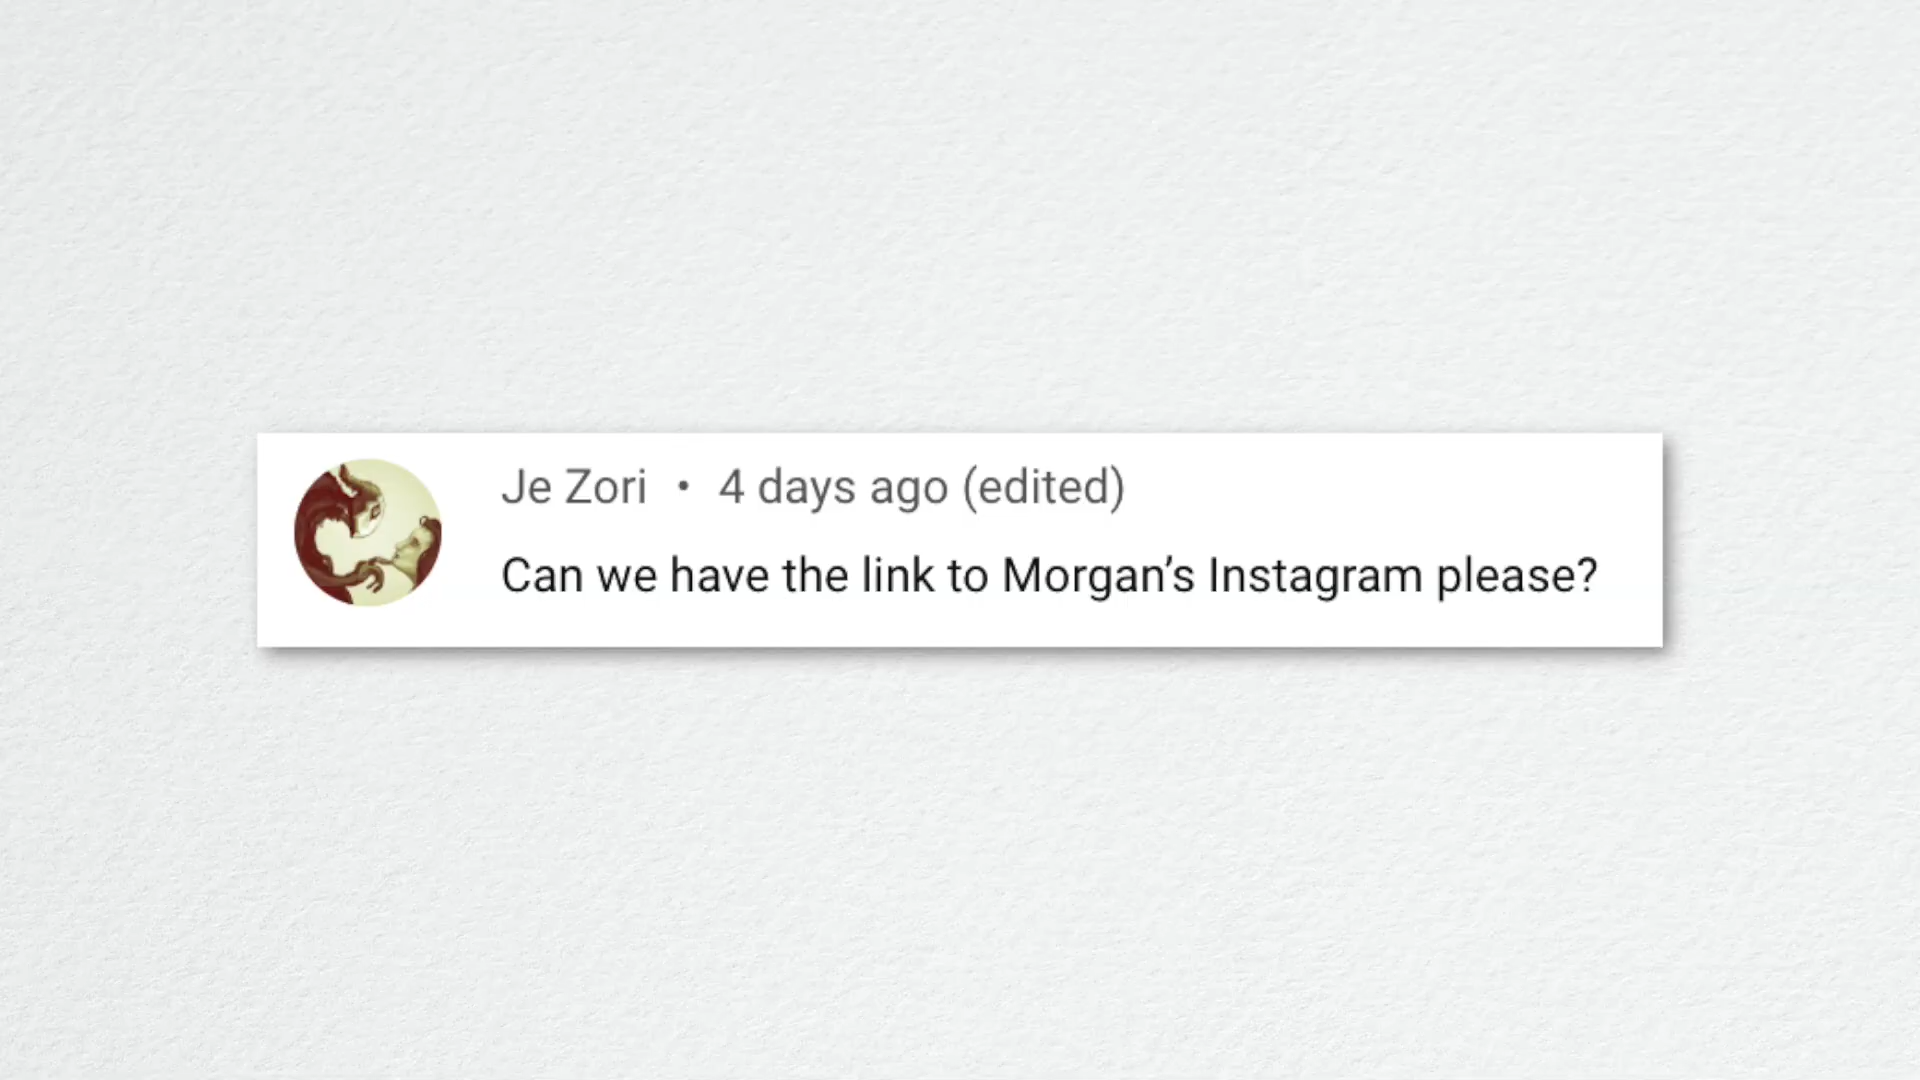 Je Zori • 4 days ago (edited)
Can we have the link to Morgan’s Instagram please?